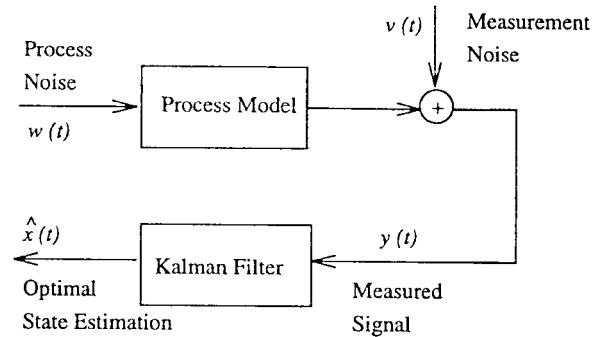 v (t)
Measurement
Noise
Process
Noise
w (t)
Process Model
+
x̂ (t)
Kalman Filter
y (t)
Optimal
State Estimation
Measured
Signal